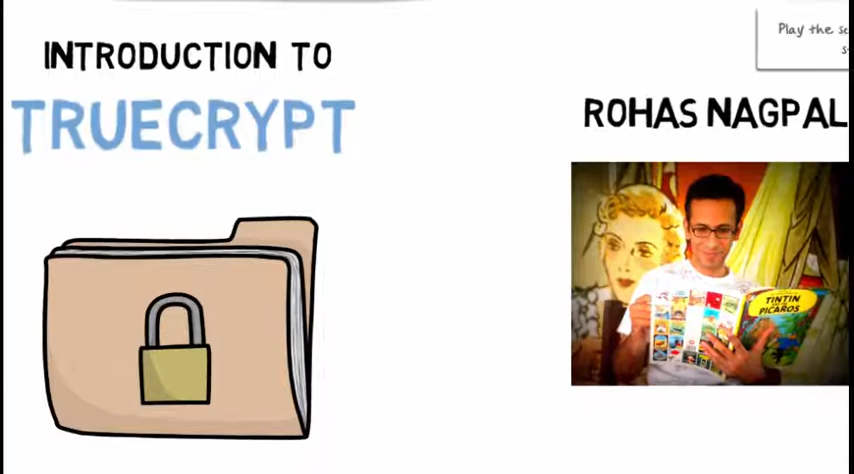 INTRODUCTION TO
TRUECRYPT
Play the
ROHAS NAGPAL
TINTIN
PICAROS